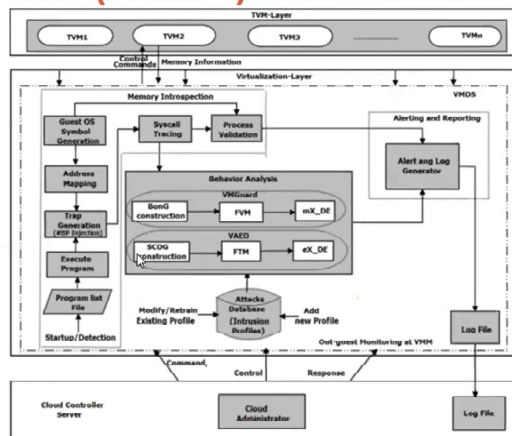 TVM-Layer
TVM1
TVM2
TVM3
TVMn
Control
Commands
Memory Information
Virtualization-Layer
VMDS
Memory Introspection
Guest OS
Symbol
Generation
Syscall
Tracing
Process
Validation
Alerting and Reporting
Alert ang Log
Generator
Address
Mapping
Behavior Analysis
VMGuard
BonG
construction
FVM
mX_DE
Trap
Generation
(#BP Injection)
VAED
SCDG
construction
FTM
eX_DE
Execute
Program
Program list
File
Attacks
Database
(Intrusion
Profiles)
Modify/Retrain
Existing Profile
Add
new Profile
Startup/Detection
Log File
Out-guest Monitoring at VMM
Command,
Control
Response
Cloud Controller
Server
Cloud
Administrator
Log File